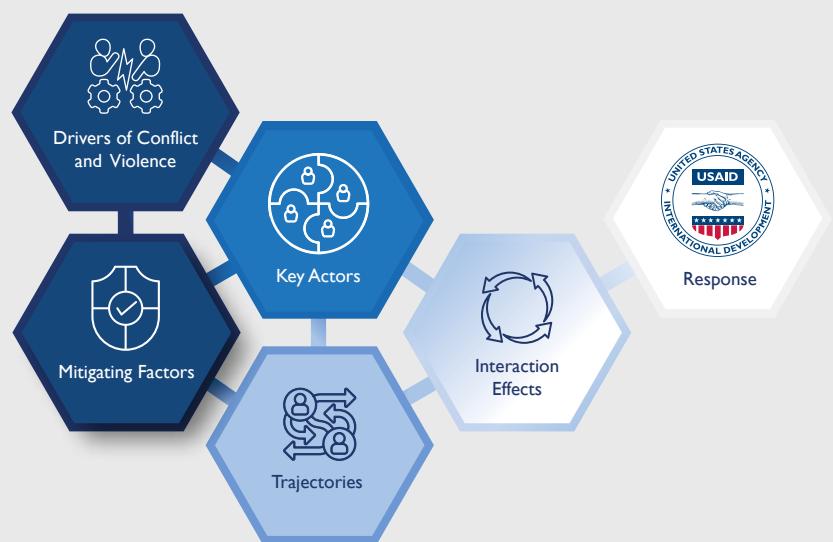 Drivers of Conflict
and Violence
Key Actors
Mitigating Factors
Trajectories
Interaction
Effects
UNITED STATES AGENCY
USAID
INTERNATIONAL DEVELOPMENT
Response